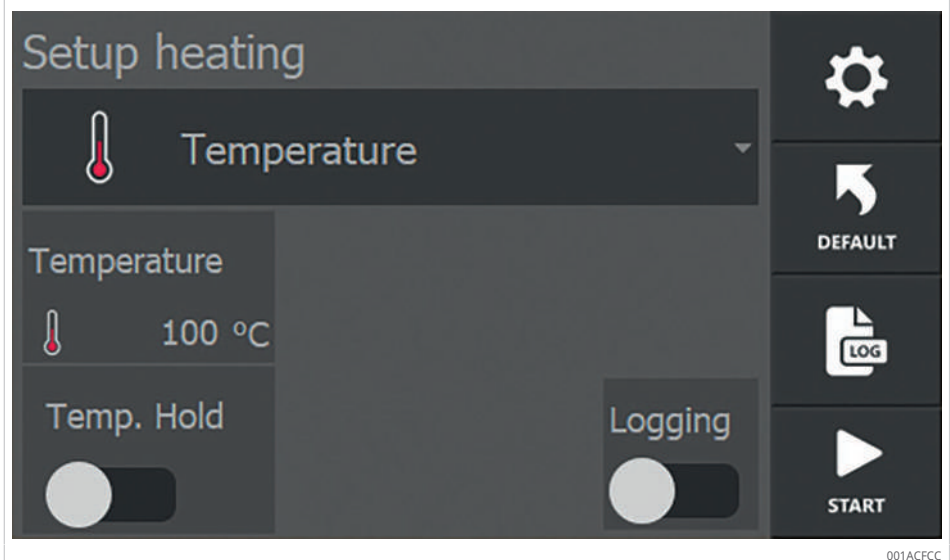 Setup heating
Temperature
DEFAULT
Temperature
100 °C
LOG
Temp. Hold
Logging
START
001ACFCC